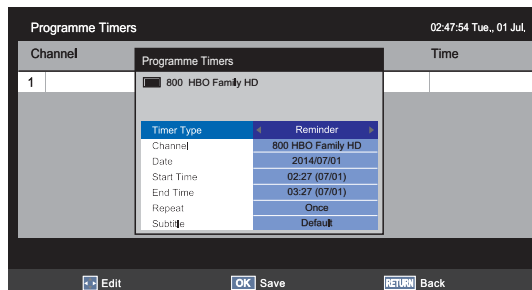 Programme Timers 02:47:54 Tue., 01 Jul,
Channel Time
1
Programme Timers
800 HBO Family HD
Timer Type Reminder
Channel 800 HBO Family HD
Date 2014/07/01
Start Time 02:27 (07/01)
End Time 03:27 (07/01)
Repeat Once
Subtitle Default
Edit OK Save RETURN Back